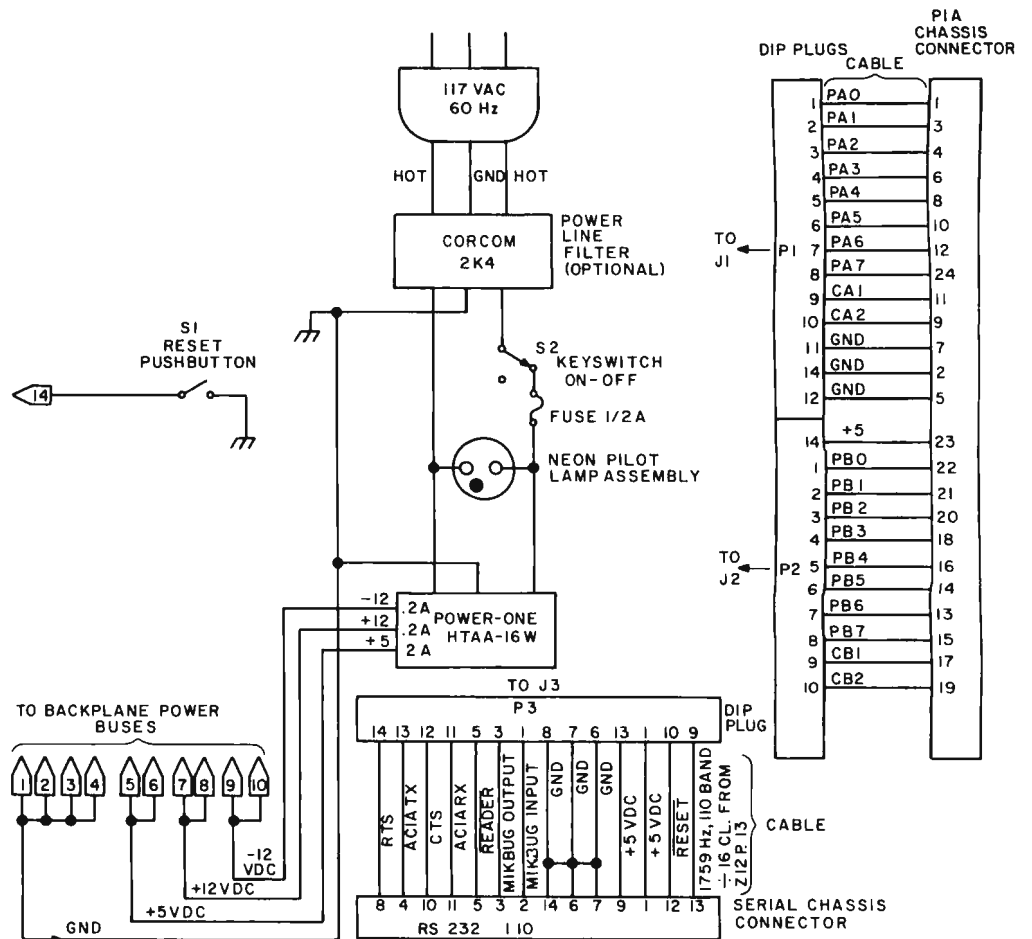 117 VAC
60 Hz
HOT
GND
HOT
CORCOM
2K4
POWER
LINE
FILTER
(OPTIONAL)
S1
RESET
PUSHBUTTON
14
S2
KEYSWITCH
ON-OFF
FUSE 1/2A
NEON PILOT
LAMP ASSEMBLY
-12
+12
+5
.2A
.2A
2A
POWER-ONE
HTAA-16W
TO BACKPLANE POWER
BUSES
1 2 3 4 5 6 7 8 9 10
-12
VDC
+12VDC
+5VDC
GND
PIA
CHASSIS
CONNECTOR
DIP PLUGS
CABLE
1 PA0 1
2 PA1 3
3 PA2 4
4 PA3 6
5 PA4 8
6 PA5 10
7 PA6 12
8 PA7 24
9 CA1 11
10 CA2 9
11 GND 7
14 GND 2
12 GND 5
TO
J1
P1
14 +5 23
1 PB0 22
2 PB1 21
3 PB2 20
4 PB3 18
5 PB4 16
6 PB5 14
7 PB6 13
8 PB7 15
9 CB1 17
10 CB2 19
TO
J2
P2
TO J3
P3
DIP
PLUG
14 13 12 11 5 3 1 8 7 6 13 1 10 9
RTS
ACIA TX
CTS
ACIA RX
READER
MIKBUG OUTPUT
MIKBUG INPUT
GND
GND
GND
+5 VDC
+5 VDC
RESET
1759 Hz, 110 BAND
÷16 CL. FROM
Z12 P. 13
CABLE
8 4 10 11 5 3 2 14 6 7 9 1 12 13
RS 232 I 10
SERIAL CHASSIS
CONNECTOR